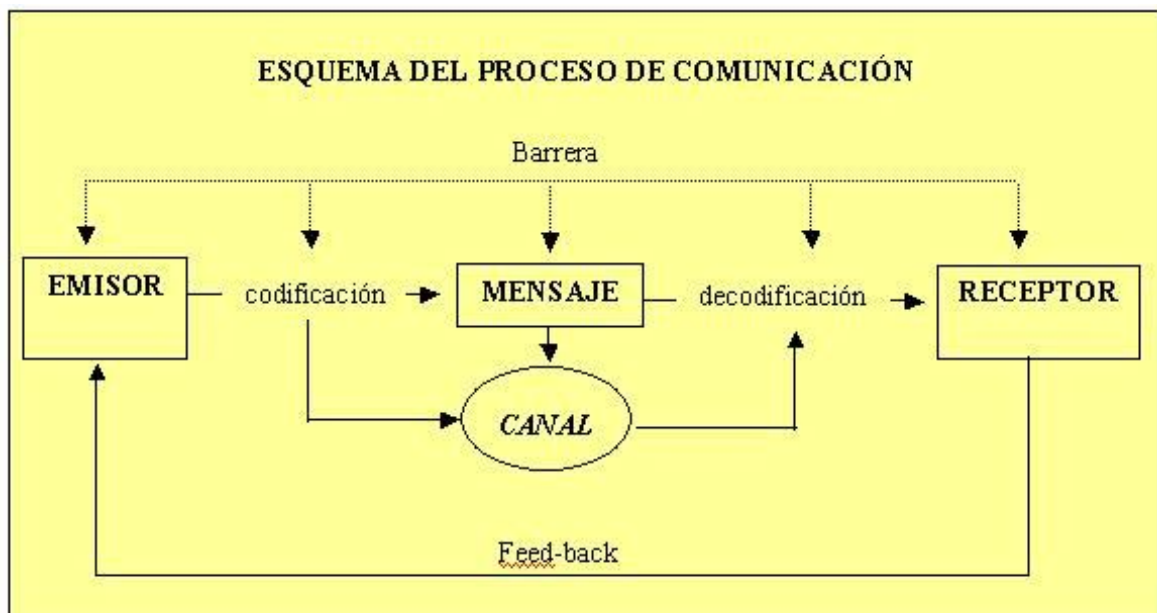 ESQUEMA DEL PROCESO DE COMUNICACIÓN
Barrera
EMISOR
codificación
MENSAJE
decodificación
RECEPTOR
CANAL
Feed-back